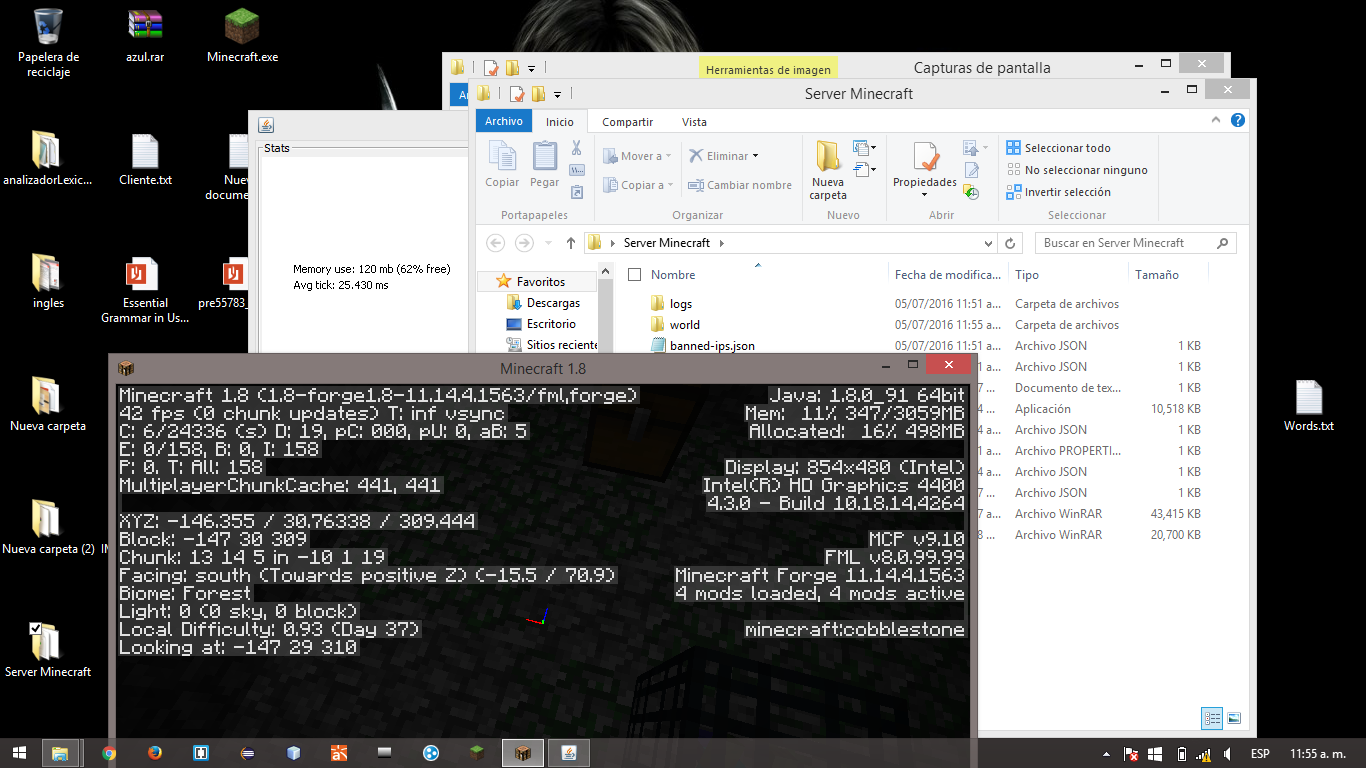 Papelera de
reciclaje
azul.rar
Minecraft.exe
analizadorLexic...
Cliente.txt
Nuev
docume
ingles
Essential
Grammar in Us...
pre55783_
Nueva carpeta
Nueva carpeta (2)
Server Minecraft
Words.txt
Herramientas de imagen
Capturas de pantalla
Server Minecraft
Archivo
Inicio
Compartir
Vista
Copiar
Pegar
Mover a
Copiar a
Eliminar
Cambiar nombre
Nueva
carpeta
Propiedades
Seleccionar todo
No seleccionar ninguno
Invertir selección
Portapapeles
Organizar
Nuevo
Abrir
Seleccionar
Server Minecraft
Buscar en Server Minecraft
Favoritos
Descargas
Escritorio
Sitios reciente
Nombre
Fecha de modifica...
Tipo
Tamaño
logs 05/07/2016 11:51 a... Carpeta de archivos
world 05/07/2016 11:55 a... Carpeta de archivos
banned-ips.json 05/07/2016 11:51 a... Archivo JSON 1 KB
Archivo JSON 1 KB
7 ... Documento de tex... 1 KB
4 ... Aplicación 10,518 KB
4 ... Archivo JSON 1 KB
1 a... Archivo PROPERTI... 1 KB
4 a... Archivo JSON 1 KB
7 ... Archivo JSON 1 KB
7 a... Archivo WinRAR 43,415 KB
8 ... Archivo WinRAR 20,700 KB
Stats
Memory use: 120 mb (62% free)
Avg tick: 25.430 ms
Minecraft 1.8
Minecraft 1.8 (1.8-forge1.8-11.14.4.1563/fml,forge)
42 fps (0 chunk updates) T: inf vsync
C: 6/24336 (s) D: 19, pC: 000, pU: 0, aB: 5
E: 0/158, B: 0, I: 158
P: 0, T: All: 158
MultiplayerChunkCache: 441, 441
XYZ: -146.355 / 30.76338 / 309.444
Block: -147 30 309
Chunk: 13 14 5 in -10 1 19
Facing: south (Towards positive Z) (-15.5 / 70.9)
Biome: Forest
Light: 0 (0 sky, 0 block)
Local Difficulty: 0.93 (Day 37)
Looking at: -147 29 310
Java: 1.8.0_91 64bit
Mem: 11% 347/3059MB
Allocated: 16% 498MB
Display: 854x480 (Intel)
Intel(R) HD Graphics 4400
4.3.0 - Build 10.18.14.4264
MCP v9.10
FML v8.0.99.99
Minecraft Forge 11.14.4.1563
4 mods loaded, 4 mods active
minecraft:cobblestone
ESP
11:55 a. m.